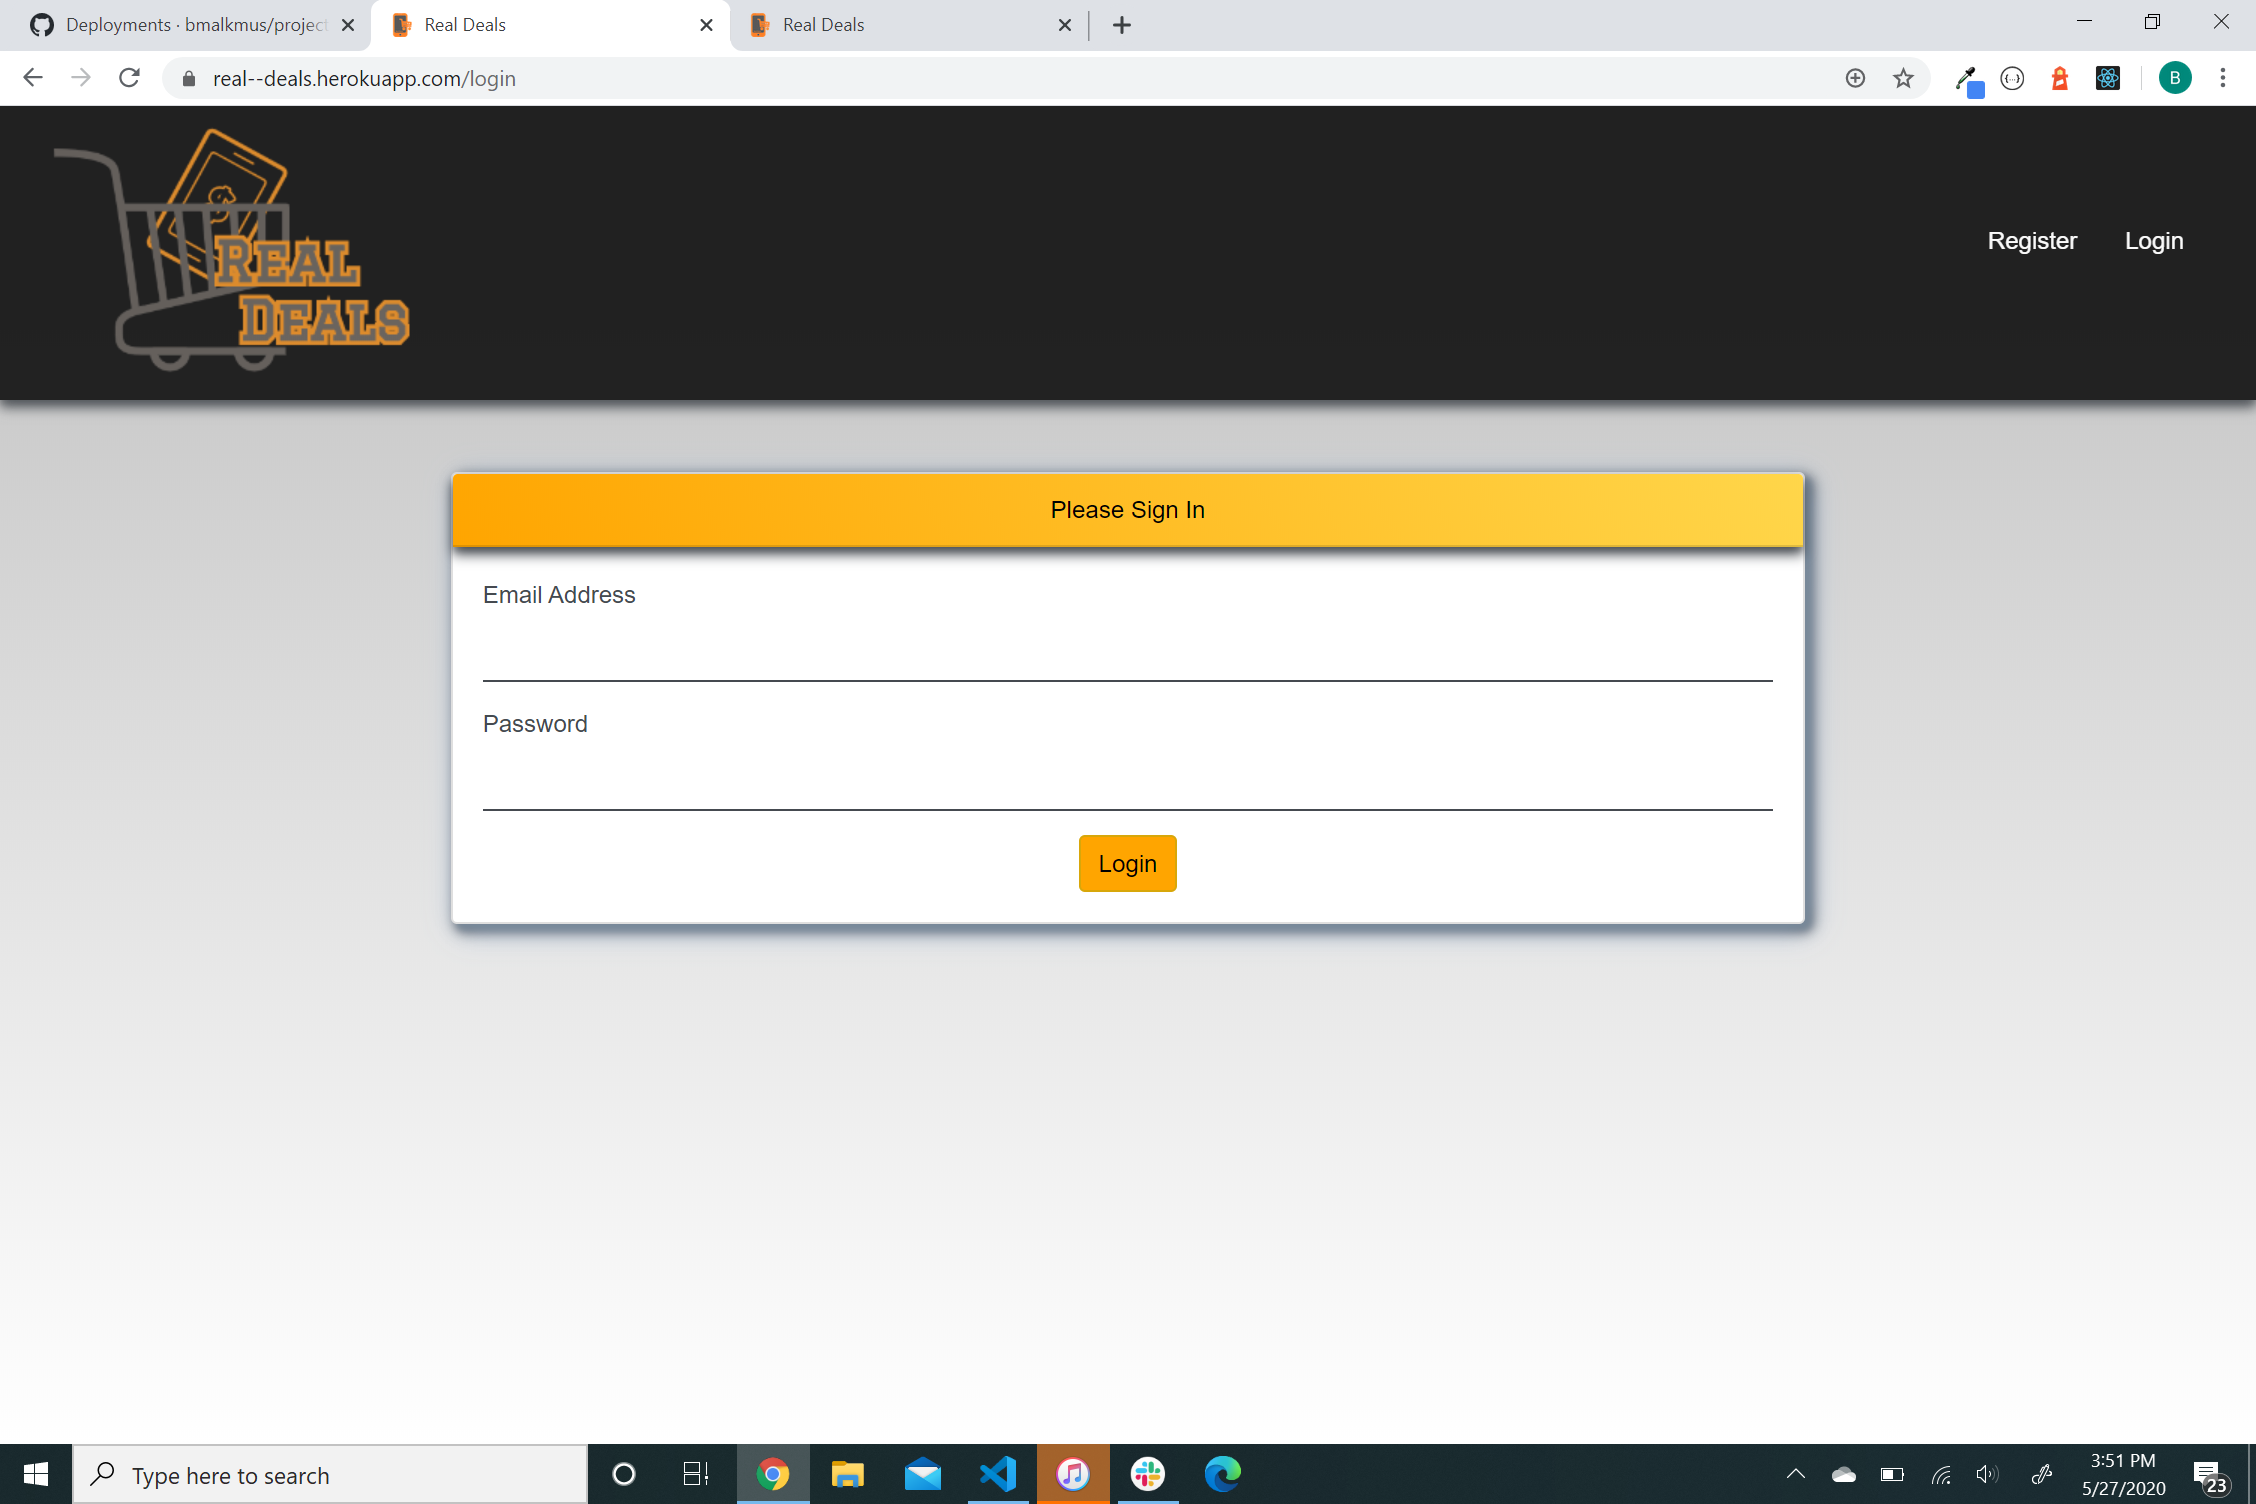 Deployments · bmalkmus/project
Real Deals
Real Deals
real--deals.herokuapp.com/login
B
REAL
DEALS
Register
Login
Please Sign In
Email Address
Password
Login
Type here to search
3:51 PM
5/27/2020
23